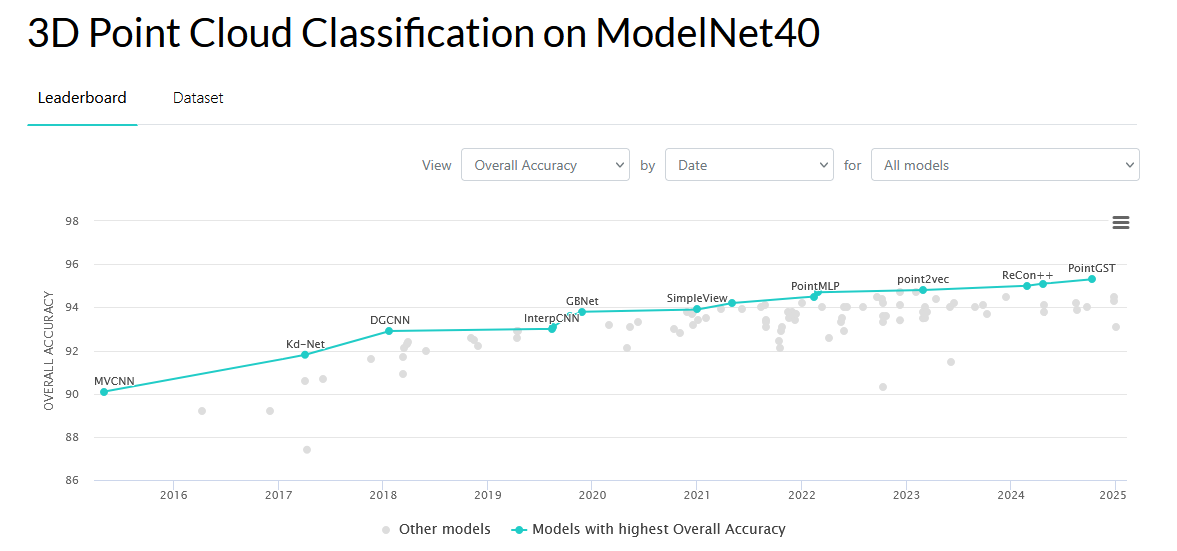 3D Point Cloud Classification on ModelNet40
Leaderboard Dataset
View Overall Accuracy by Date for All models
OVERALL ACCURACY
98
96
94
92
90
88
86
MVCNN
Kd-Net
DGCNN
InterpCNN
GBNet
SimpleView
PointMLP
point2vec
ReCon++
PointGST
2016 2017 2018 2019 2020 2021 2022 2023 2024 2025
Other models Models with highest Overall Accuracy